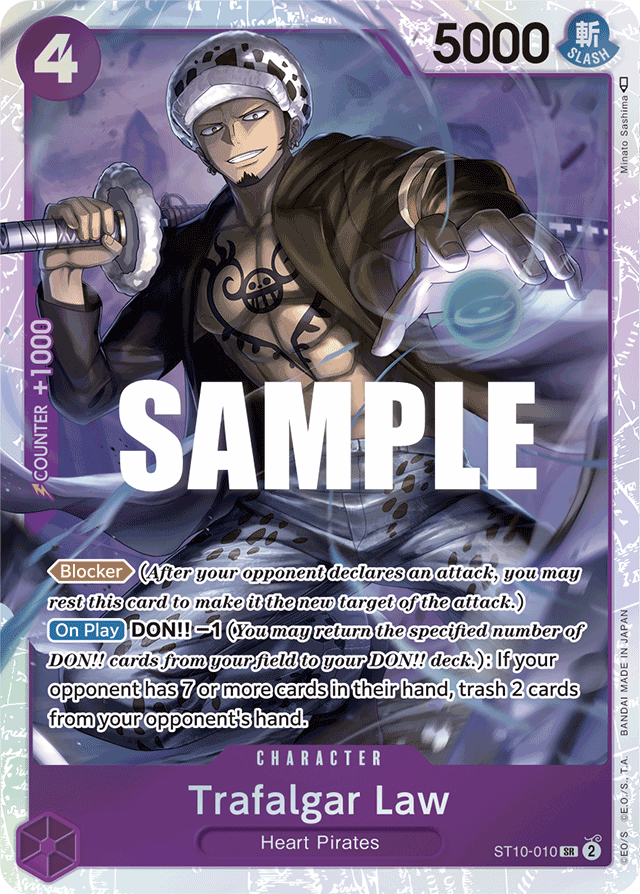 4
5000
斬
SLASH
Minato Sashima
COUNTER +1000
SAMPLE
Blocker (After your opponent declares an attack, you may
rest this card to make it the new target of the attack.)
On Play DON!! −1 (You may return the specified number of
DON!! cards from your field to your DON!! deck.): If your
opponent has 7 or more cards in their hand, trash 2 cards
from your opponent's hand.
CHARACTER
Trafalgar Law
Heart Pirates
ST10-010 SR 2
©E.O/S ©E.O./S., T.A. BANDAI MADE IN JAPAN